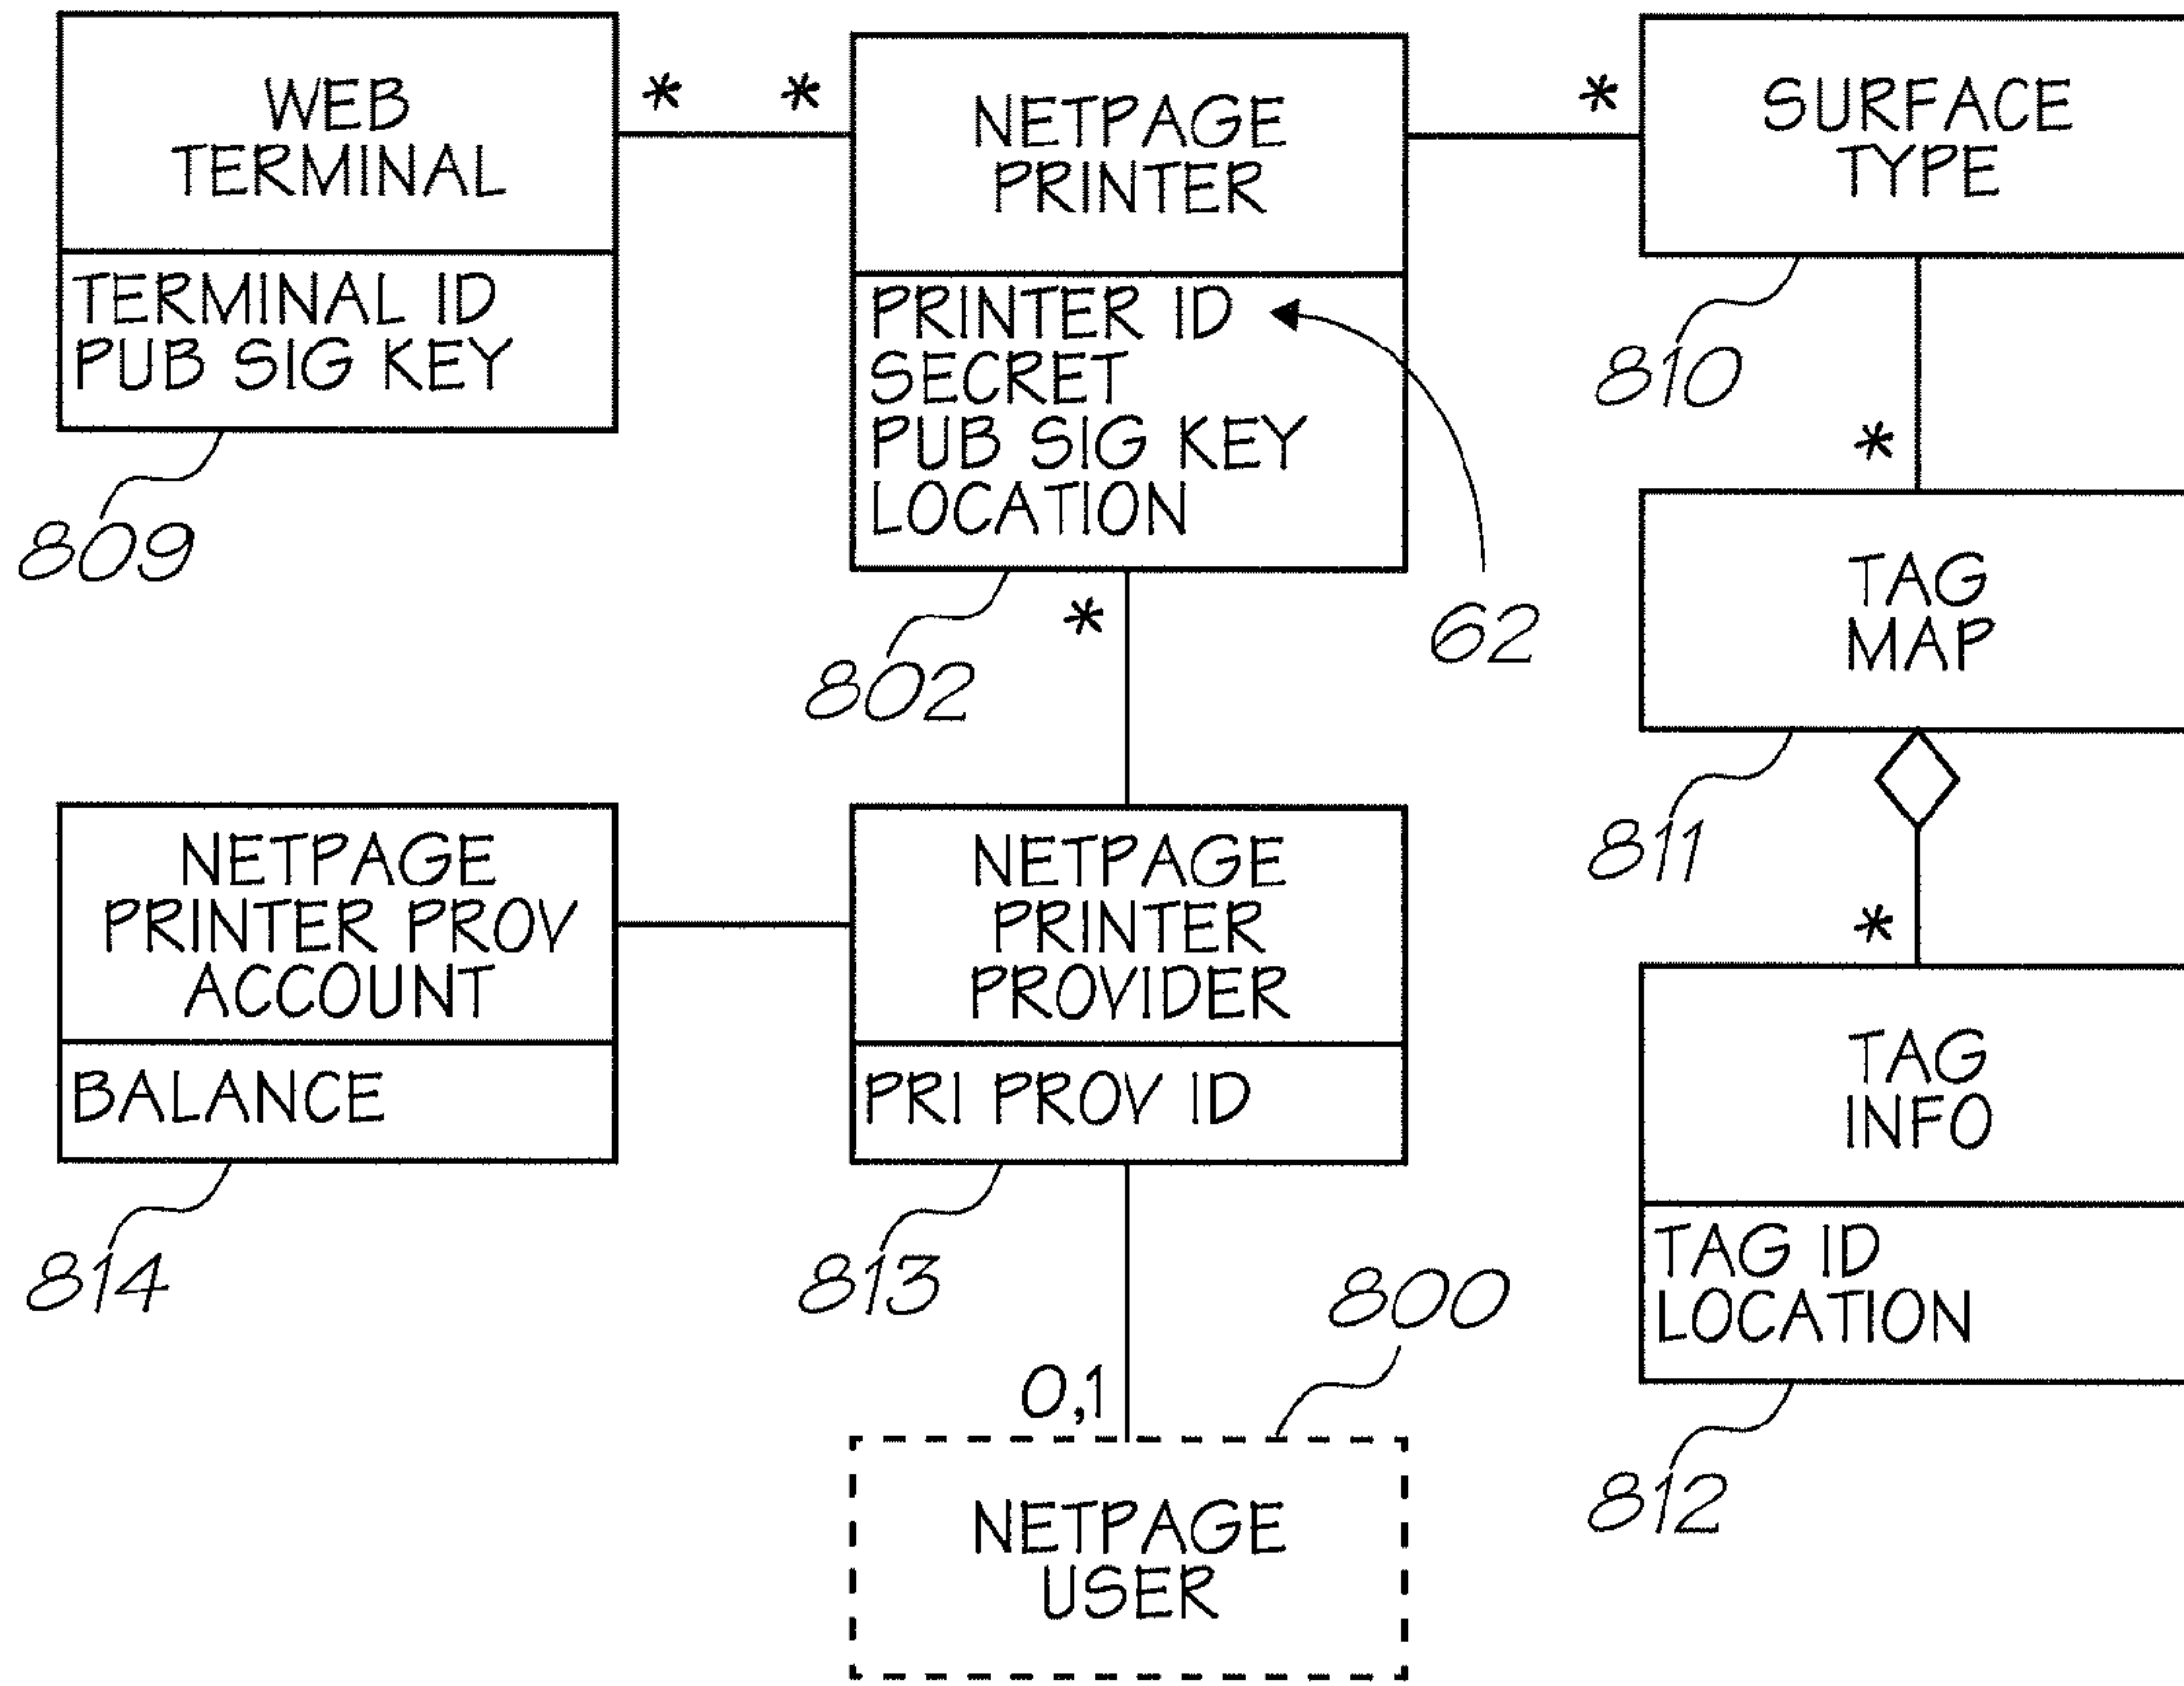 WEB
TERMINAL
TERMINAL ID
PUB SIG KEY
809
*
*
NETPAGE
PRINTER
PRINTER ID
SECRET
PUB SIG KEY
LOCATION
62
802
*
*
SURFACE
TYPE
810
*
TAG
MAP
811
*
TAG
INFO
TAG ID
LOCATION
812
NETPAGE
PRINTER PROV
ACCOUNT
BALANCE
814
NETPAGE
PRINTER
PROVIDER
PRI PROV ID
813
800
0,1
NETPAGE
USER